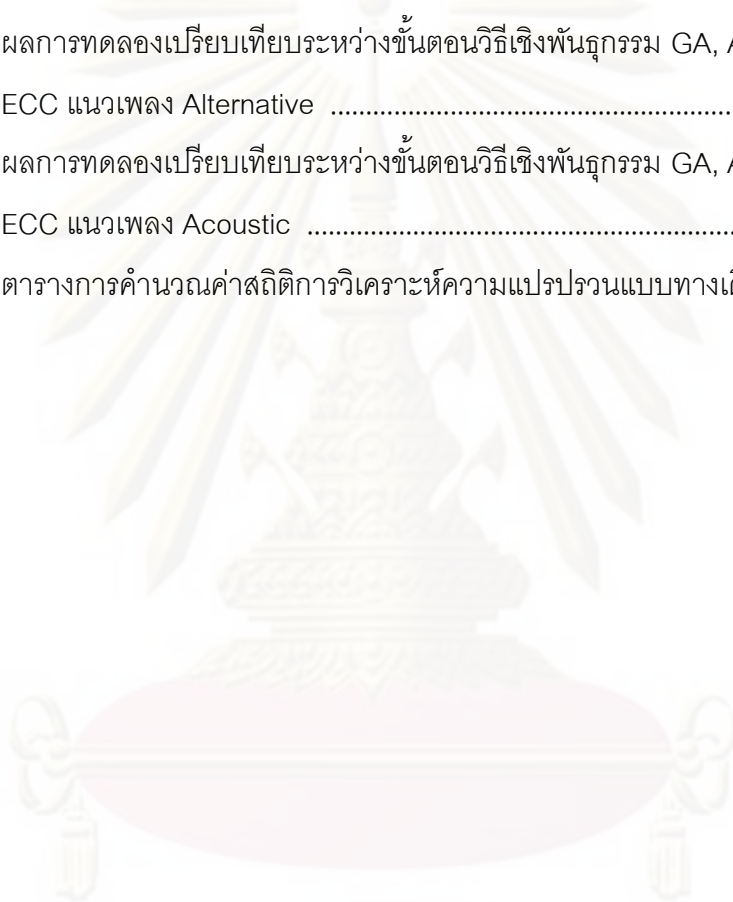 ผลการทดลองเปรียบเทียบระหว่างขั้นตอนวิธีเชิงพันธุกรรม GA,
ECC แนวเพลง Alternative ............................................................
ผลการทดลองเปรียบเทียบระหว่างขั้นตอนวิธีเชิงพันธุกรรม GA,
ECC แนวเพลง Acoustic ...............................................................
ตารางการคำนวณค่าสถิติการวิเคราะห์ความแปรปรวนแบบ